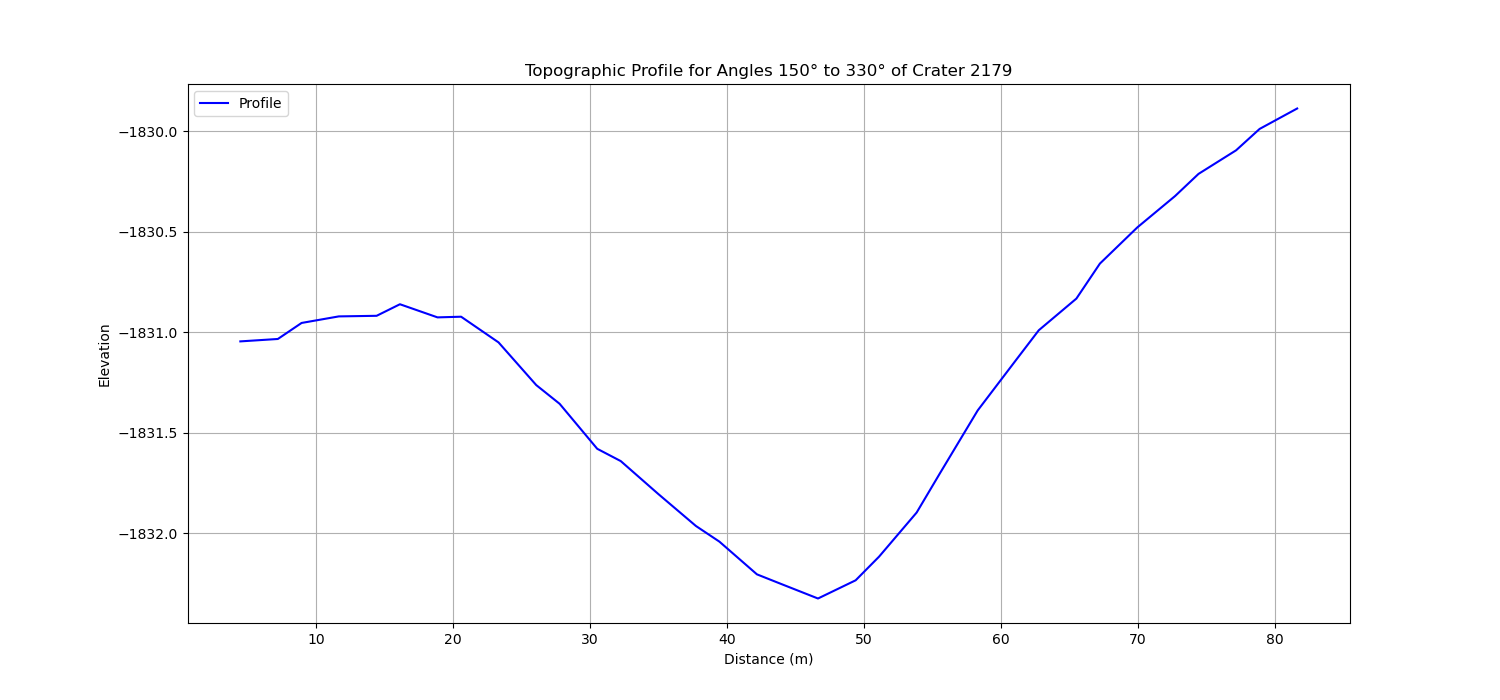 Topographic Profile for Angles 150° to 330° of Crater 2179
Profile
−1830.0
−1830.5
−1831.0
−1831.5
−1832.0
Elevation
10 20 30 40 50 60 70 80
Distance (m)